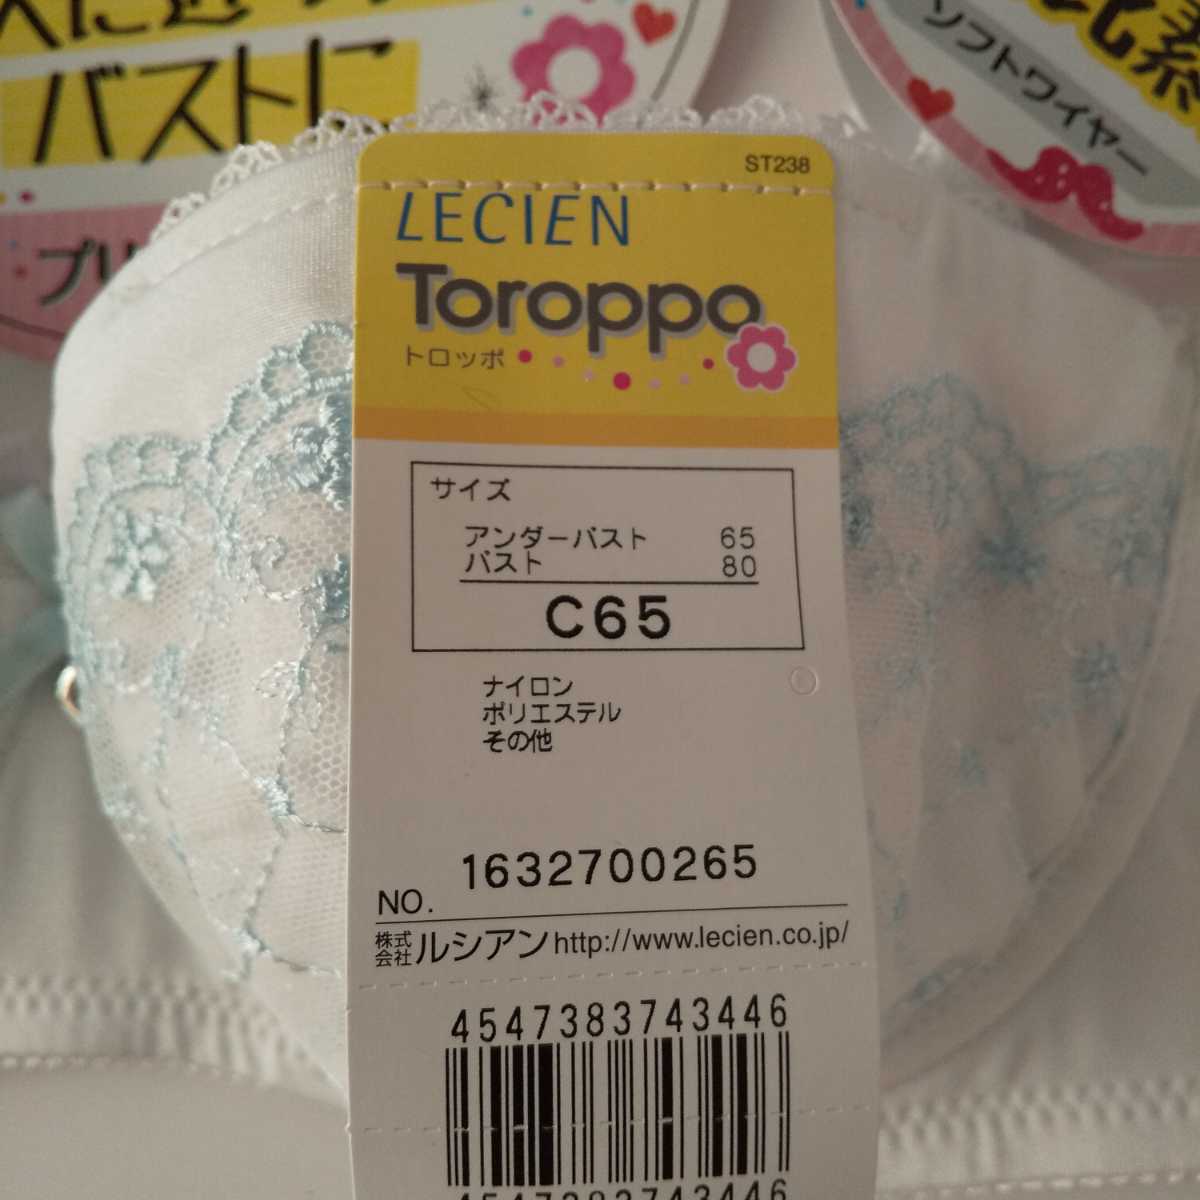 バストに
プリ
ソフトワイヤー
ST238
LECIEN
Toroppo
トロッポ
サイズ
アンダーバスト 65
バスト 80
C65
ナイロン
ポリエステル
その他
NO. 1632700265
株式会社 ルシアン http://www.lecien.co.jp/
4547383743446
4547383743446